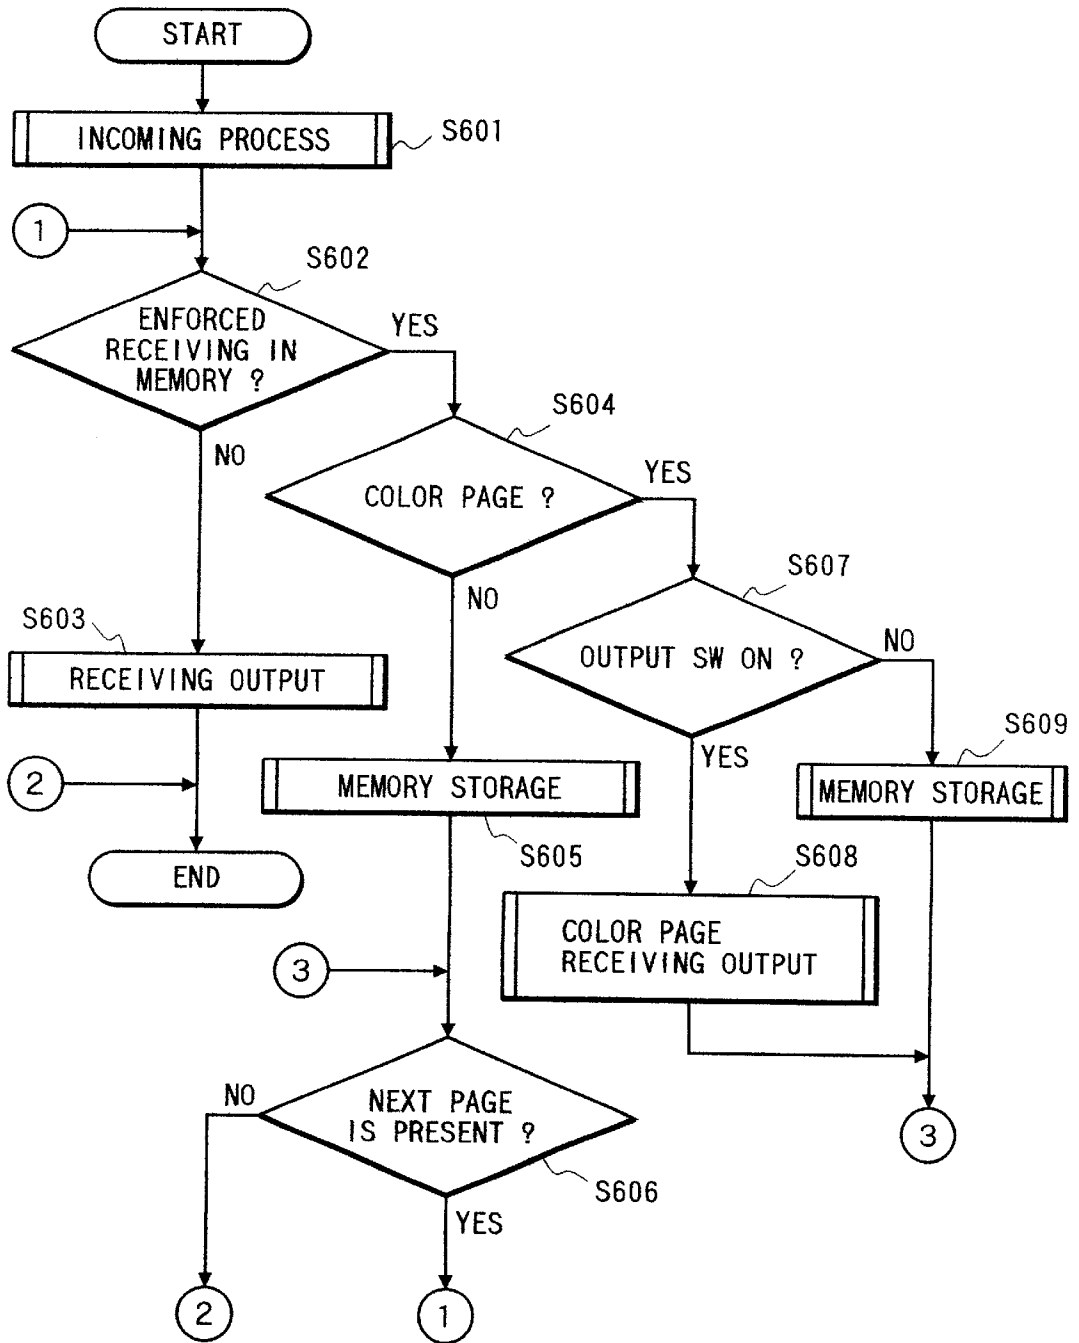 START
INCOMING PROCESS
S601
1
S602
ENFORCED
RECEIVING IN
MEMORY ?
YES
NO
S604
COLOR PAGE ?
YES
NO
S607
OUTPUT SW ON ?
NO
YES
S603
RECEIVING OUTPUT
2
END
MEMORY STORAGE
S605
S609
MEMORY STORAGE
S608
COLOR PAGE
RECEIVING OUTPUT
3
3
NEXT PAGE
IS PRESENT ?
NO
S606
YES
2
1